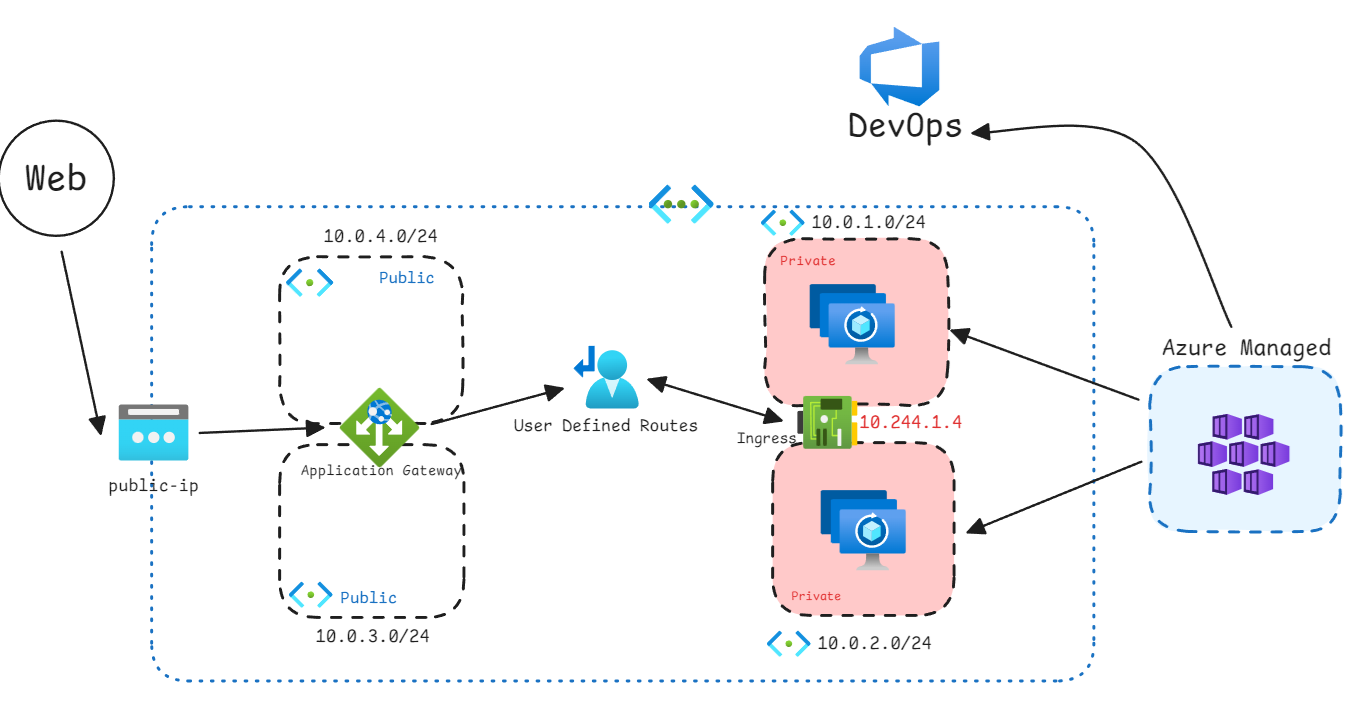 DevOps
Web
10.0.4.0/24
Public
10.0.1.0/24
Private
Azure Managed
User Defined Routes
Ingress
10.244.1.4
Application Gateway
public-ip
Public
10.0.3.0/24
Private
10.0.2.0/24